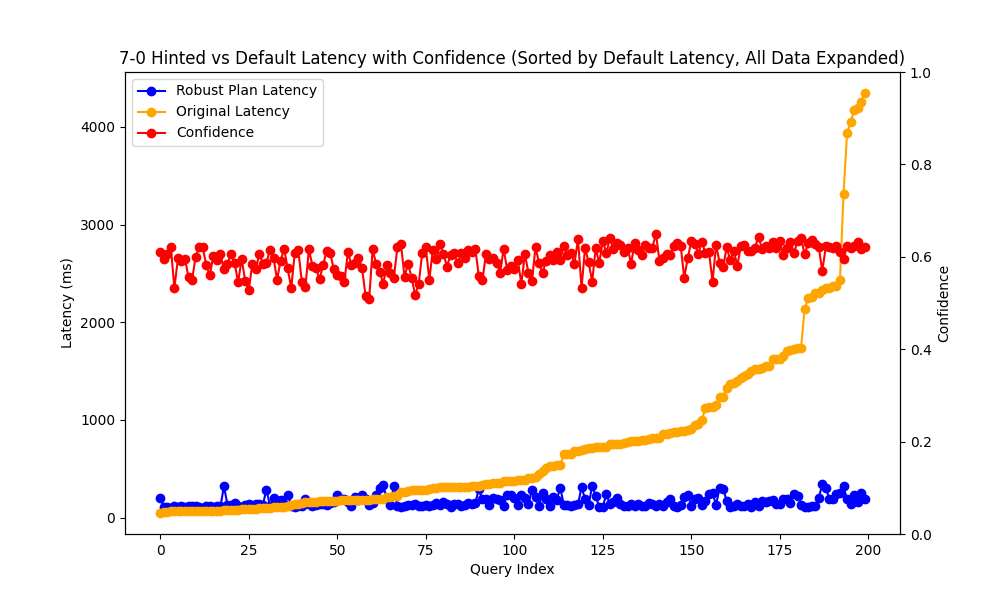 7-0 Hinted vs Default Latency with Confidence (Sorted by Default Latency, All Data Expanded)
Robust Plan Latency
Original Latency
Confidence
Latency (ms)
4000
3000
2000
1000
0
1.0
0.8
0.6
0.4
0.2
0.0
Confidence
0 25 50 75 100 125 150 175 200
Query Index